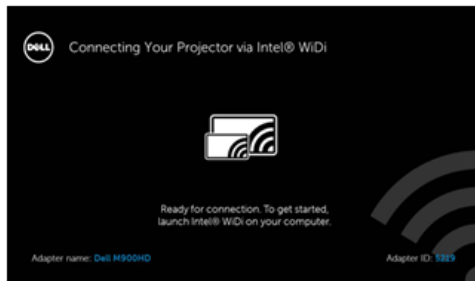 DELL
Connecting Your Projector via Intel® WiDi
Ready for connection. To get started,
launch Intel® WiDi on your computer.
Adapter name: Dell M900HD
Adapter ID: 5219